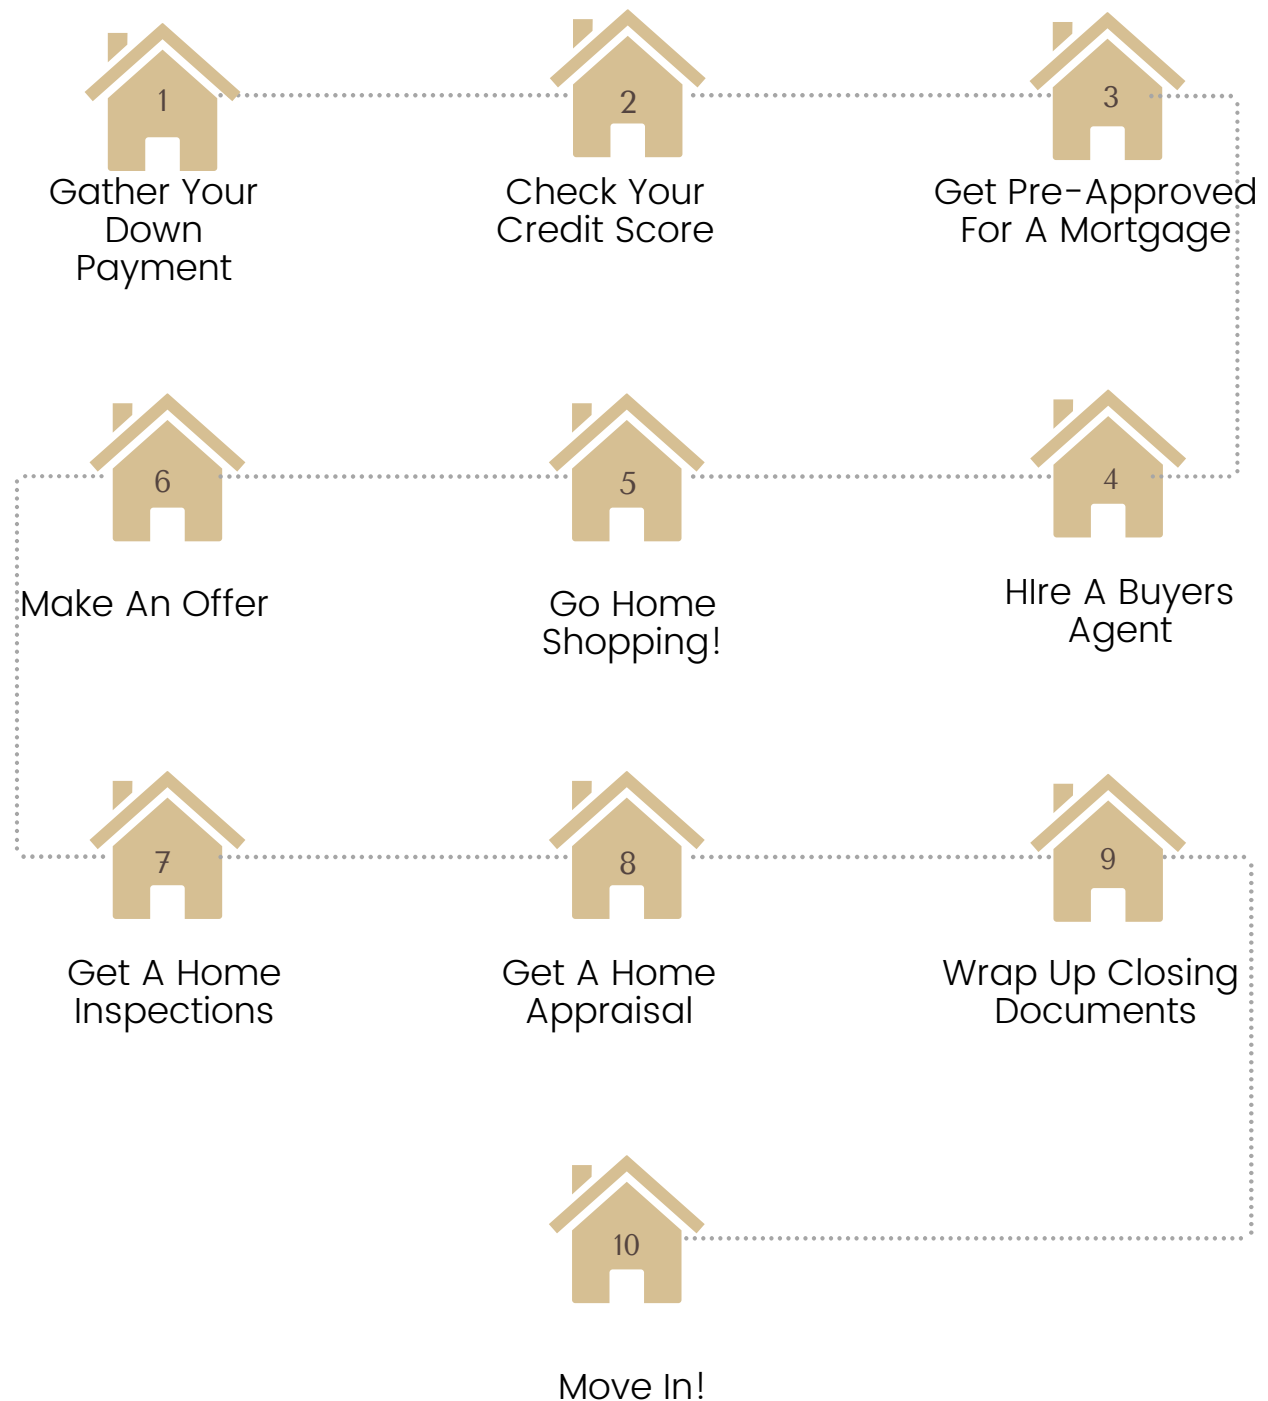 1
Gather Your
Down
Payment
2
Check Your
Credit Score
3
Get Pre-Approved
For A Mortgage
4
HIre A Buyers
Agent
5
Go Home
Shopping!
6
Make An Offer
7
Get A Home
Inspections
8
Get A Home
Appraisal
9
Wrap Up Closing
Documents
10
Move In!